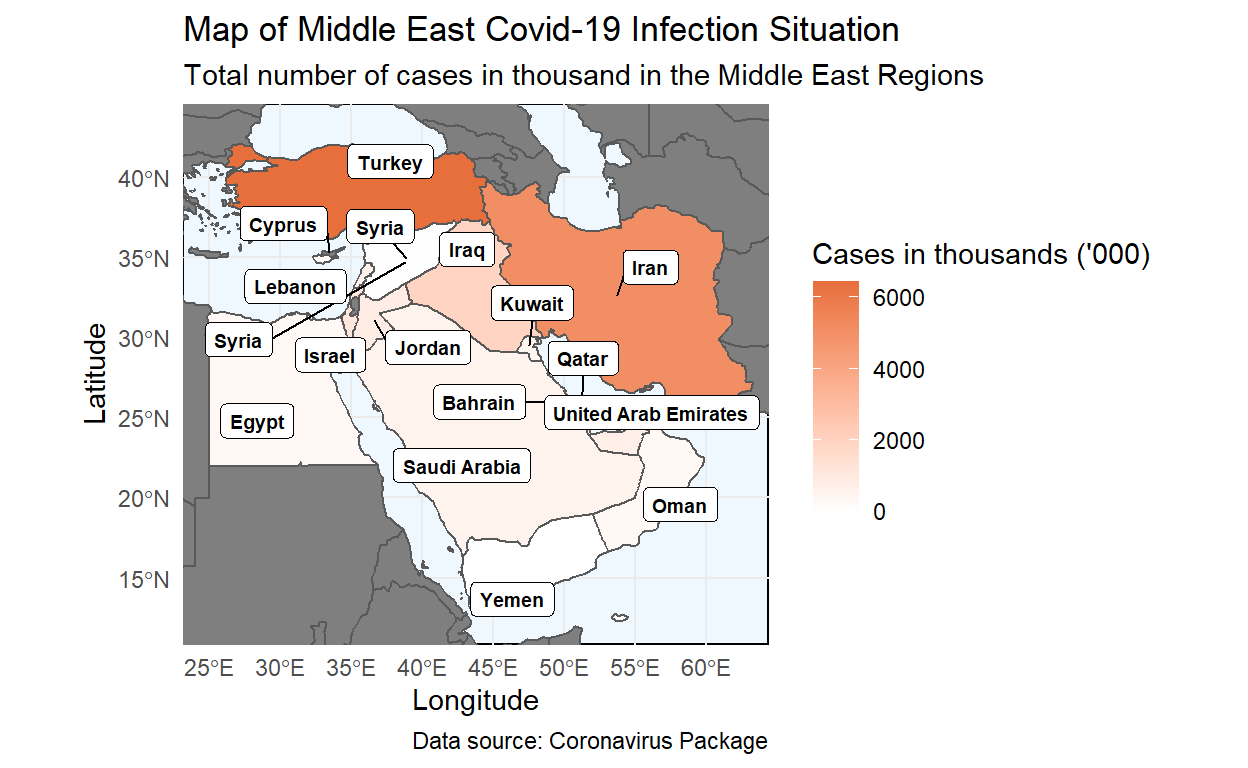 Map of Middle East Covid-19 Infection Situation
Total number of cases in thousand in the Middle East Regions
Latitude
40°N
35°N
30°N
25°N
20°N
15°N
Turkey
Cyprus
Syria
Iraq
Iran
Lebanon
Kuwait
Syria
Israel
Jordan
Qatar
Bahrain
United Arab Emirates
Egypt
Saudi Arabia
Oman
Yemen
25°E 30°E 35°E 40°E 45°E 50°E 55°E 60°E
Longitude
Data source: Coronavirus Package
Cases in thousands ('000)
6000
4000
2000
0